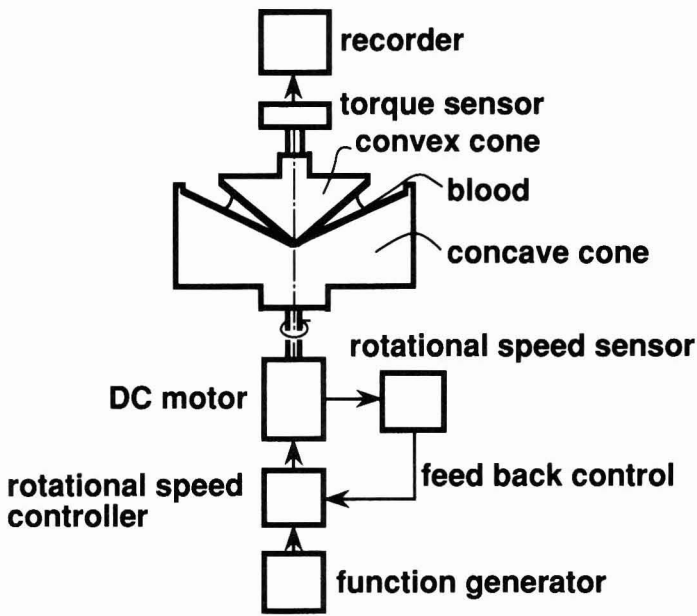 recorder
torque sensor
convex cone
blood
concave cone
rotational speed sensor
DC motor
feed back control
rotational speed
controller
function generator